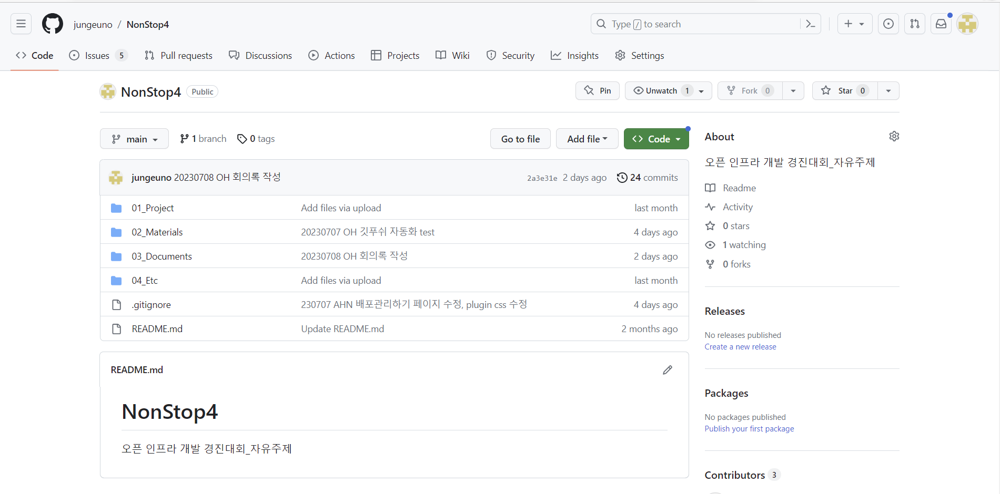 jungeuno / NonStop4
Type / to search
Code
Issues 5
Pull requests
Discussions
Actions
Projects
Wiki
Security
Insights
Settings
NonStop4 Public
Pin
Unwatch 1
Fork 0
Star 0
main
1 branch
0 tags
Go to file
Add file
Code
jungeuno 20230708 OH 회의록 작성 2a3e31e 2 days ago 24 commits
01_Project Add files via upload last month
02_Materials 20230707 OH 깃푸쉬 자동화 test 4 days ago
03_Documents 20230708 OH 회의록 작성 2 days ago
04_Etc Add files via upload last month
.gitignore 230707 AHN 배포관리하기 페이지 수정, plugin css 수정 4 days ago
README.md Update README.md 2 months ago
README.md
NonStop4
오픈 인프라 개발 경진대회_자유주제
About
오픈 인프라 개발 경진대회_자유주제
Readme
Activity
0 stars
1 watching
0 forks
Releases
No releases published
Create a new release
Packages
No packages published
Publish your first package
Contributors 3